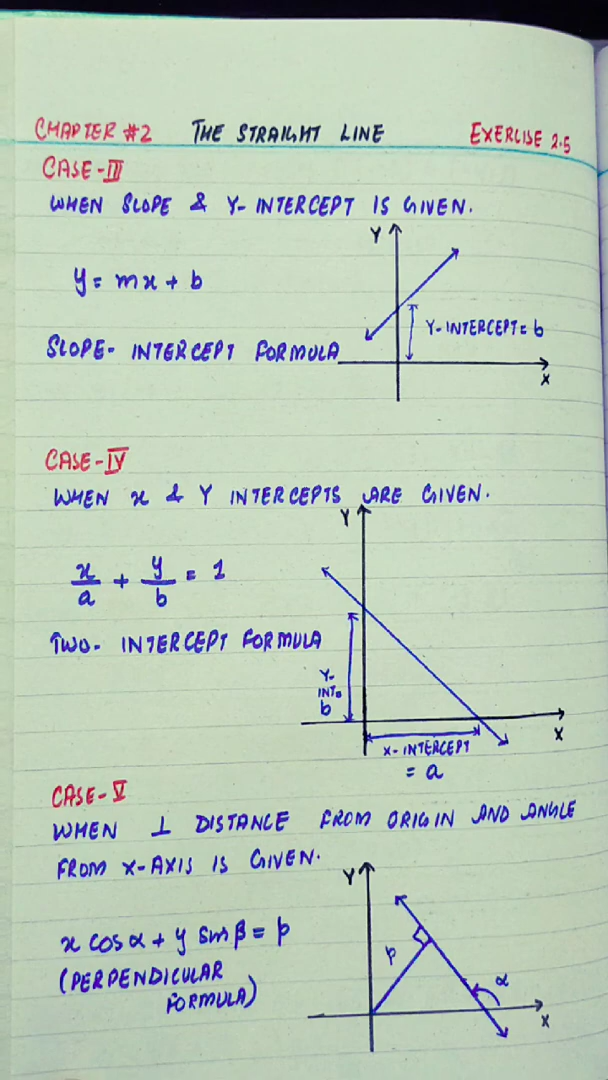 CHAPTER #2 THE STRAIGHT LINE EXERCISE 2.5
CASE-III
WHEN SLOPE & Y-INTERCEPT IS GIVEN.
Y
y = mx + b
Y-INTERCEPT = b
SLOPE-INTERCEPT FORMULA
X
CASE-IV
WHEN x & Y INTERCEPTS ARE GIVEN.
Y
x/a + y/b = 1
TWO-INTERCEPT FORMULA
Y-
INT=
b
X
X-INTERCEPT
= a
CASE-V
WHEN ⊥ DISTANCE FROM ORIGIN AND ANGLE
FROM X-AXIS IS GIVEN.
Y
x cos α + y sin β = p
p
(PERPENDICULAR
FORMULA)
α
X